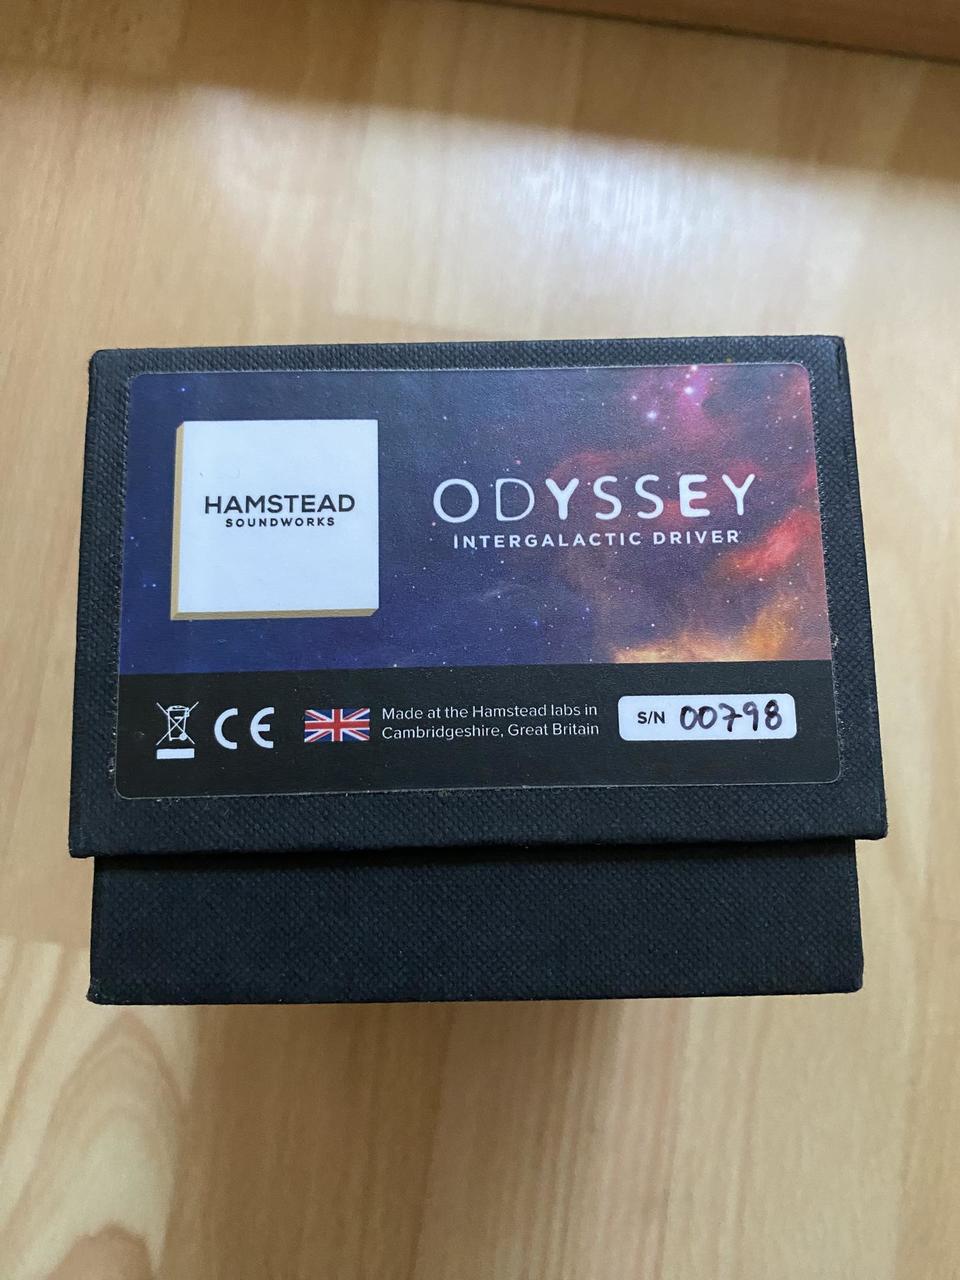 HAMSTEAD
SOUNDWORKS
ODYSSEY
INTERGALACTIC DRIVER
CE
Made at the Hamstead labs in
Cambridgeshire, Great Britain
S/N 00798